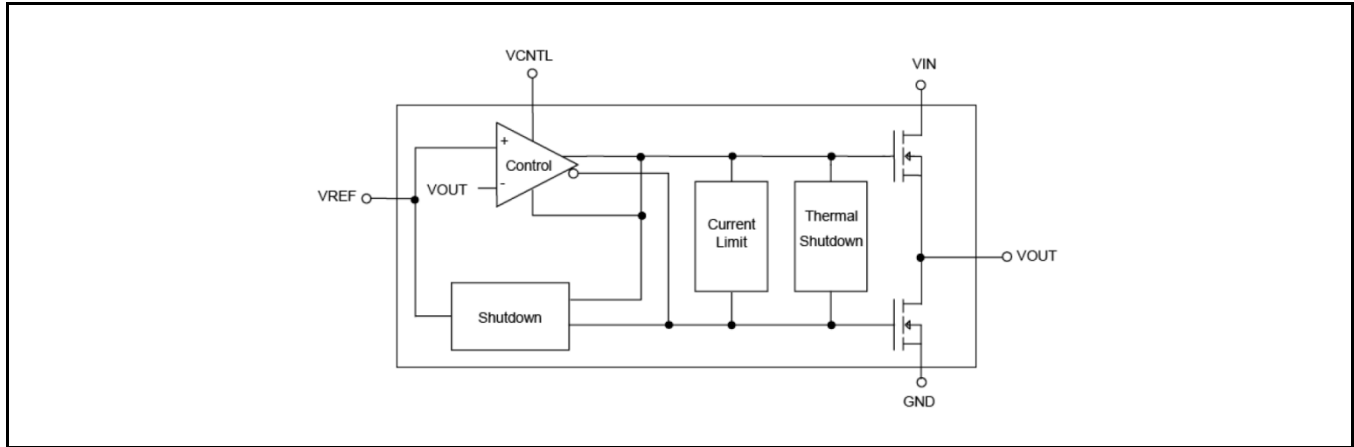 VCNTL
VIN
+
Control
-
VOUT
VREF
Current
Limit
Thermal
Shutdown
VOUT
Shutdown
GND